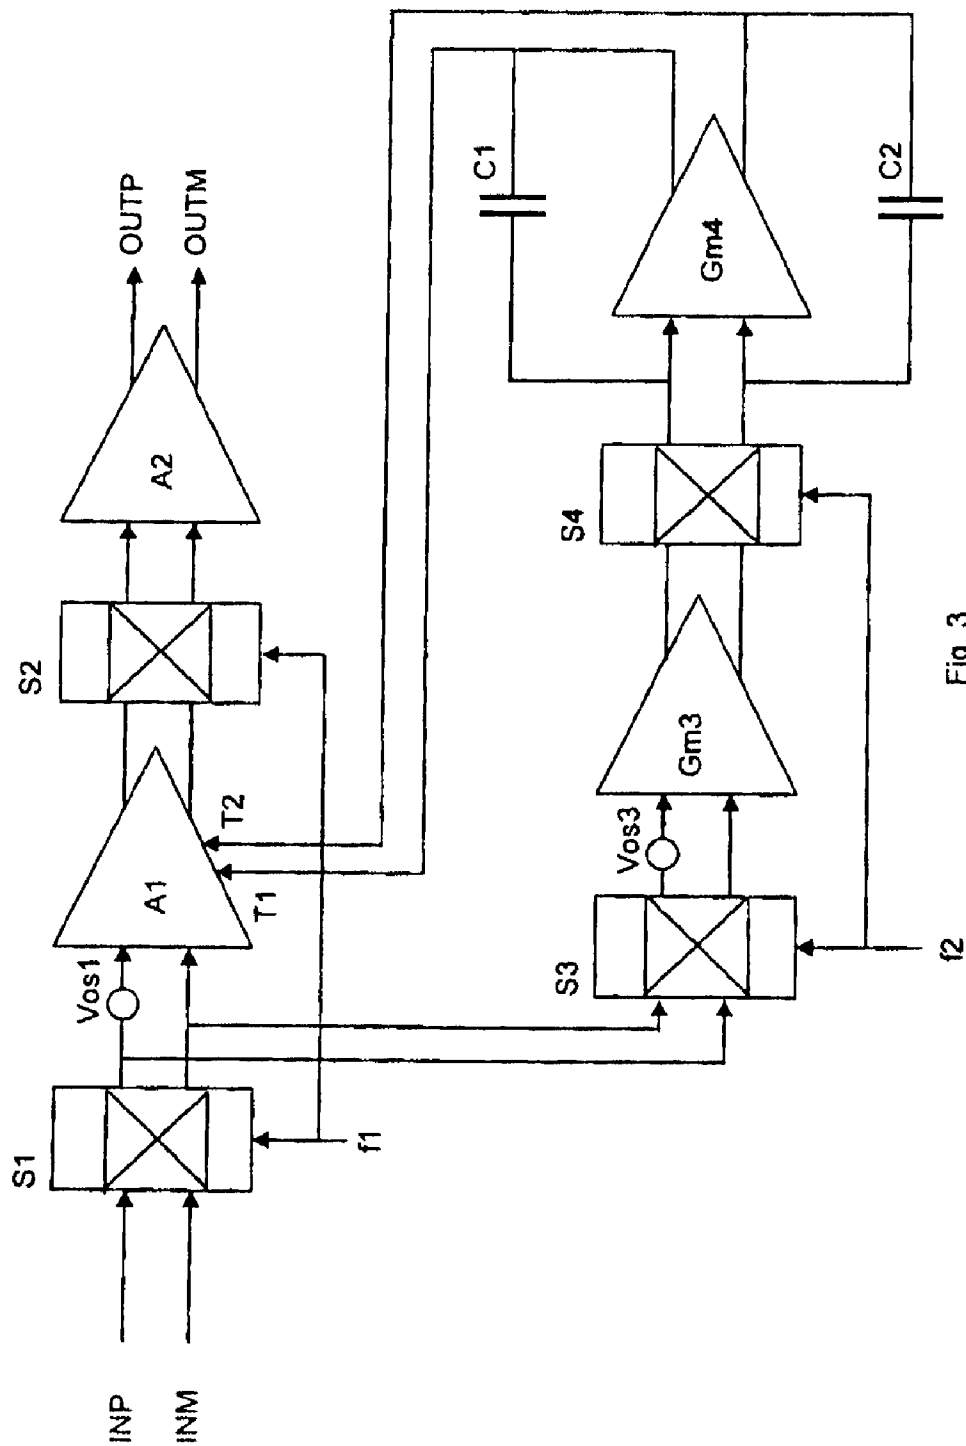 INP
INM
S1
f1
Vos1
A1
T1
T2
S2
A2
OUTP
OUTM
S3
f2
Vos3
Gm3
S4
Gm4
C1
C2
Fig. 3